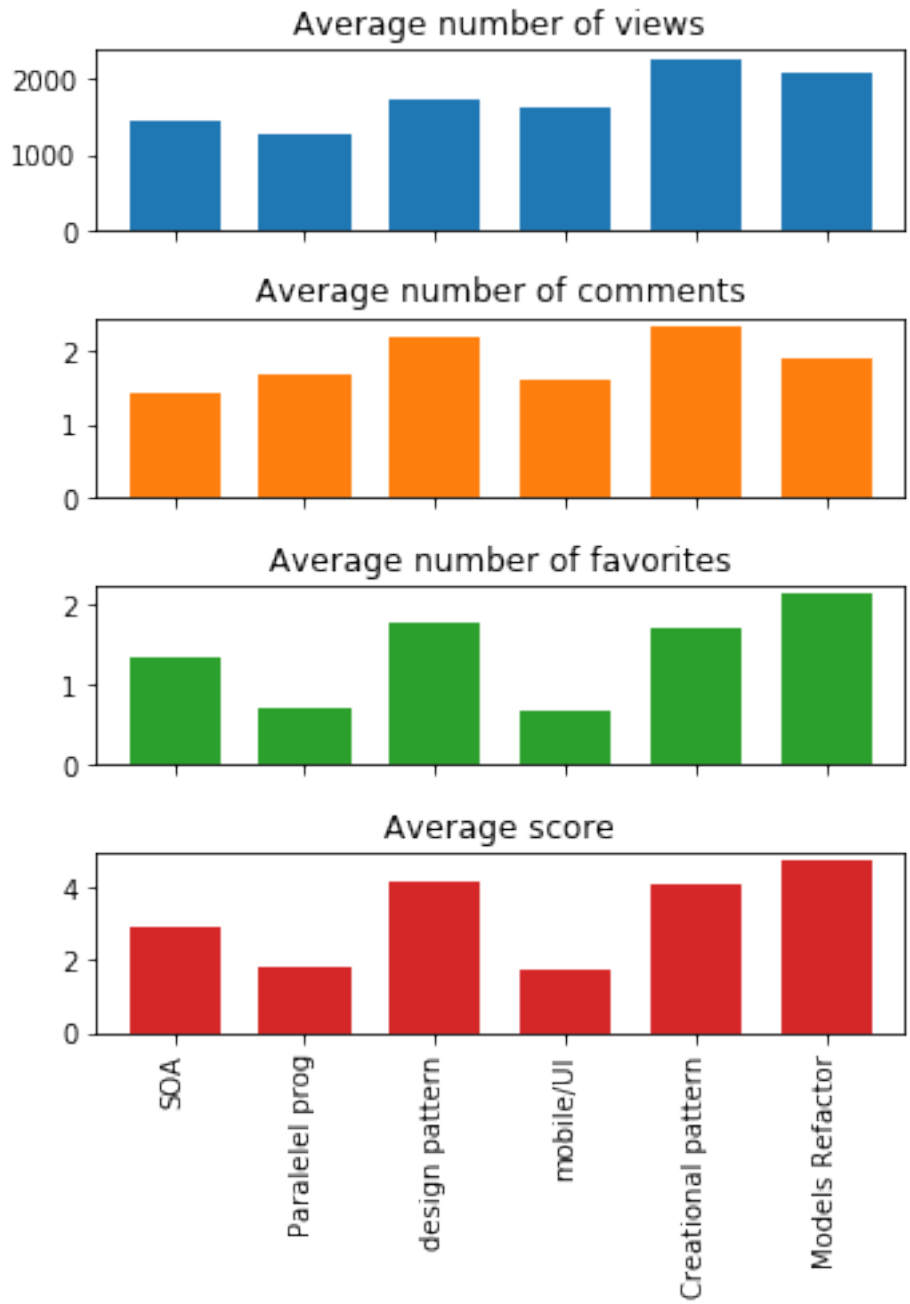 Average number of views
2000
1000
0
Average number of comments
2
1
0
Average number of favorites
2
1
0
Average score
4
2
0
SOA
Paralelel prog
design pattern
mobile/UI
Creational pattern
Models Refactor